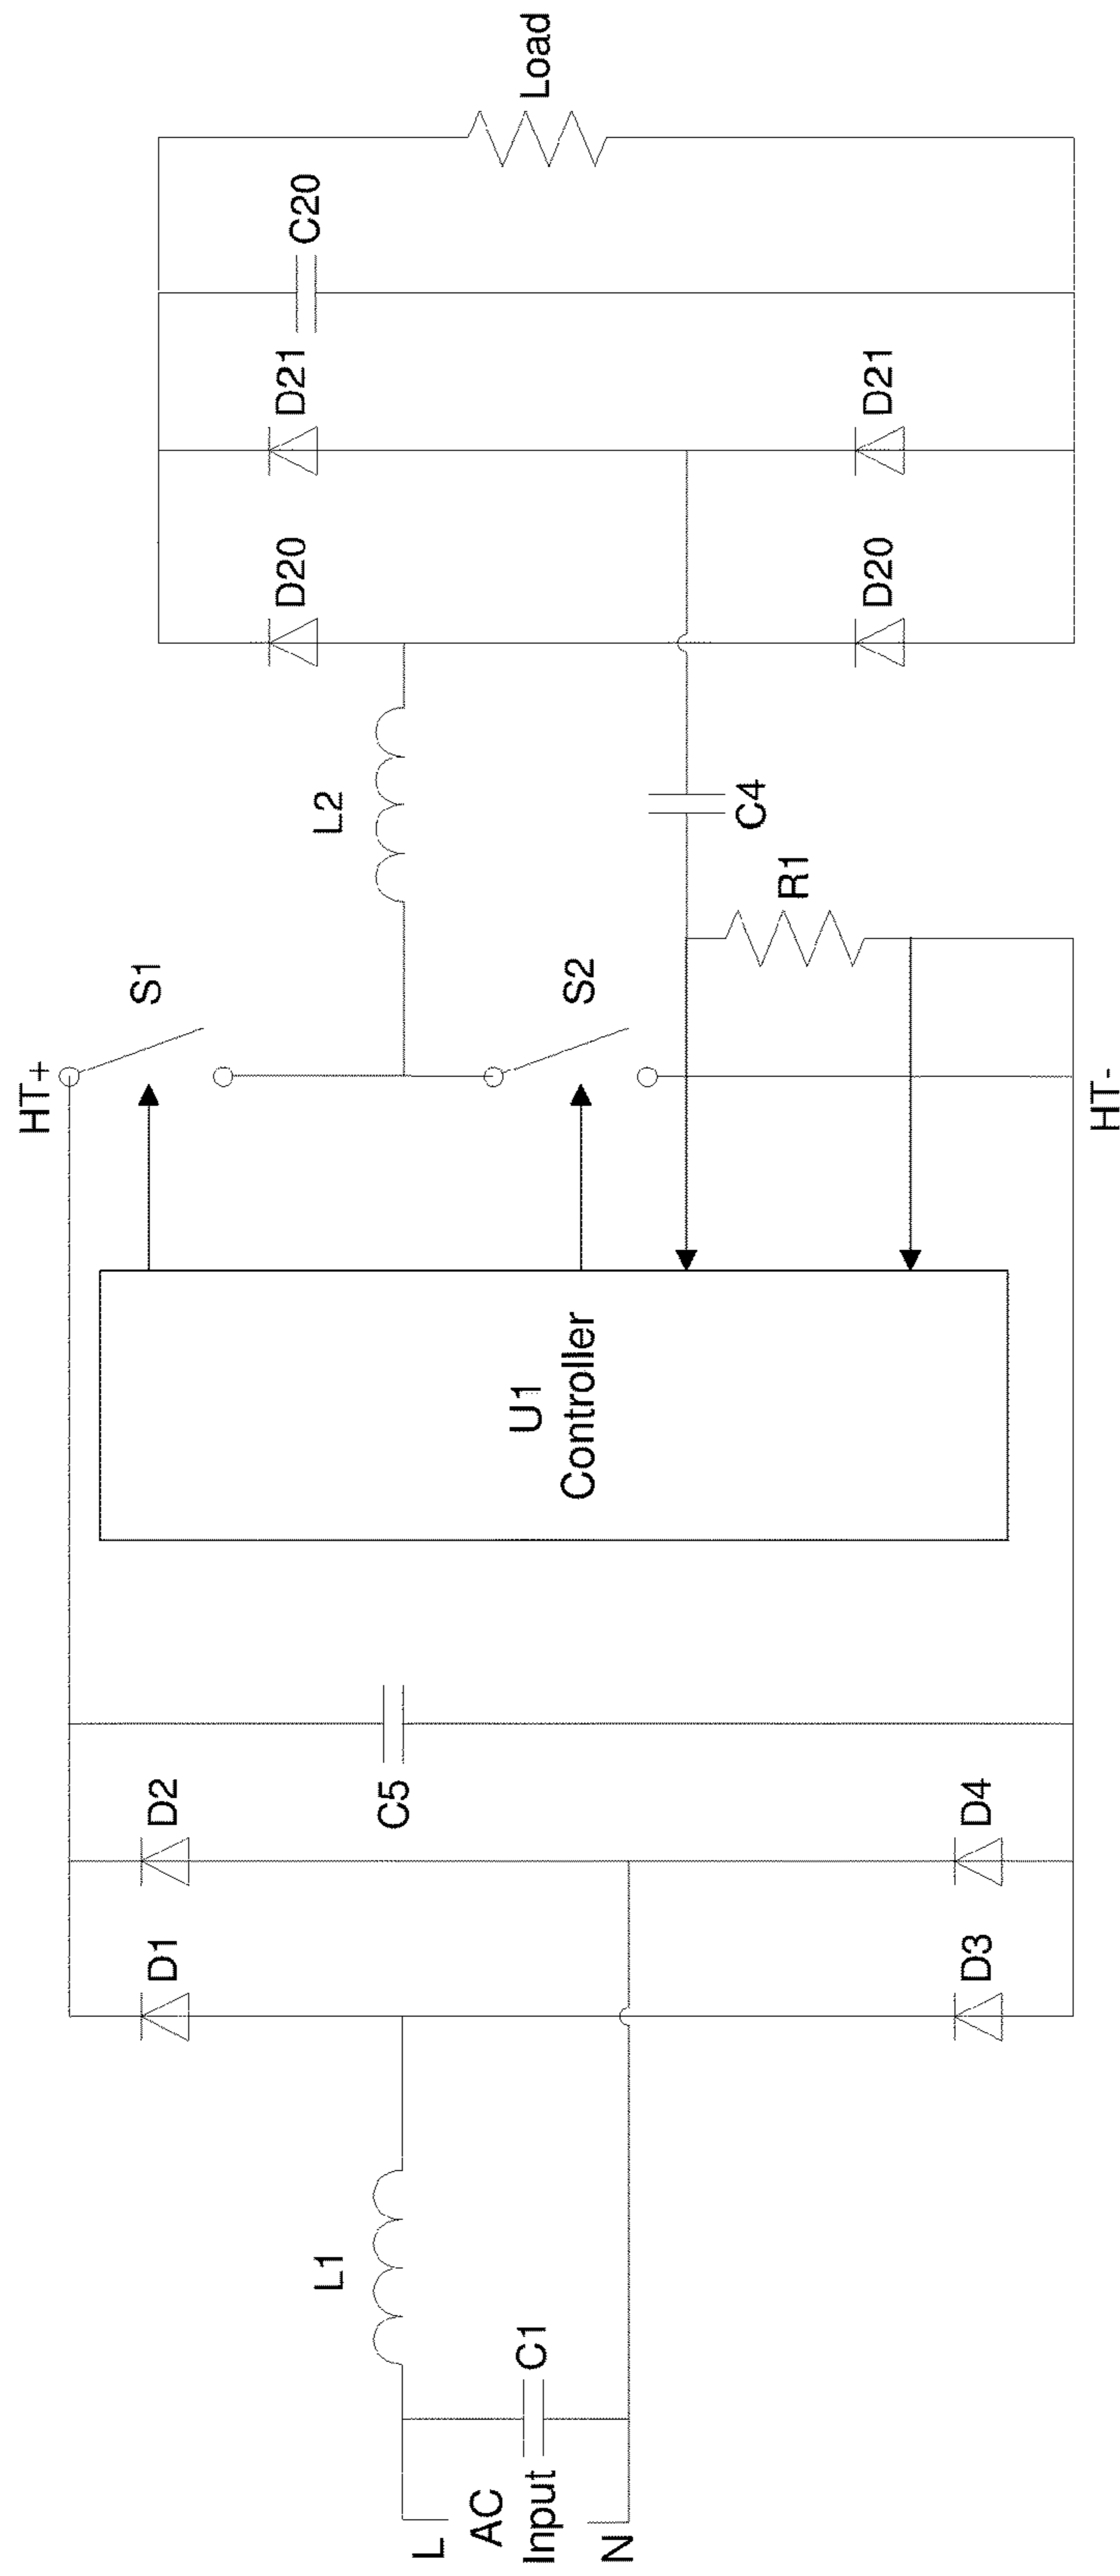 L
AC
Input
N
C1
L1
D1
D2
D3
D4
C5
U1
Controller
HT+
HT-
S1
S2
R1
L2
C4
D20
D21
D20
D21
C20
Load